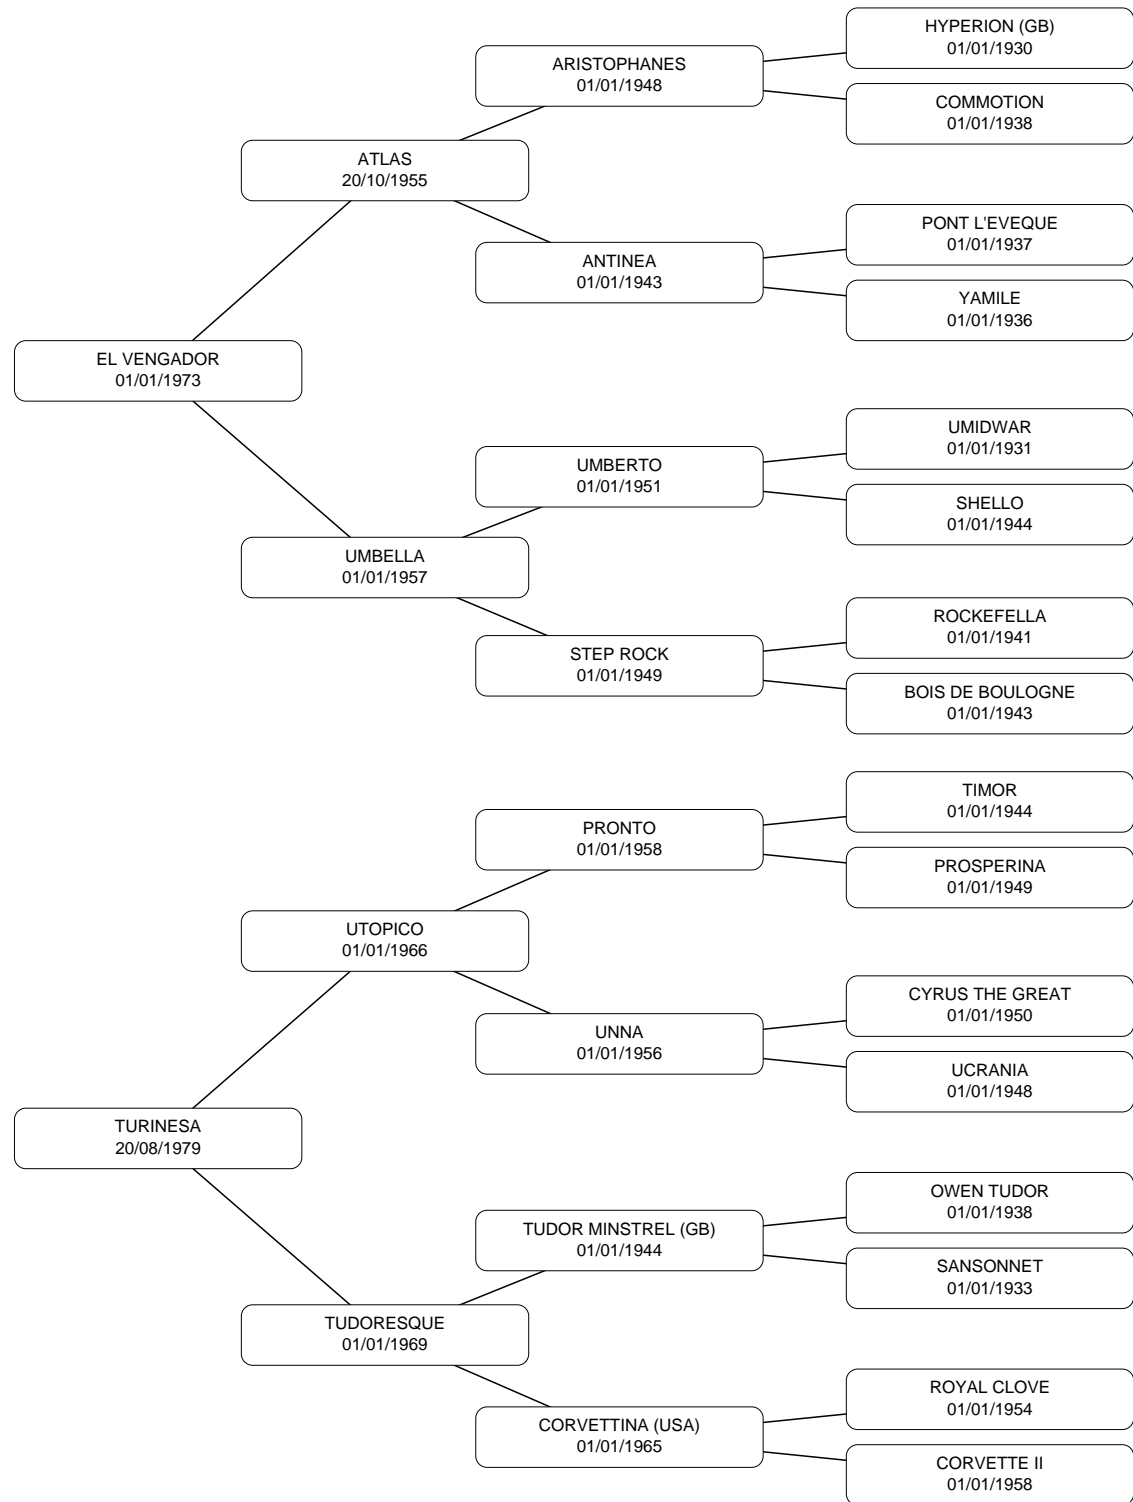 HYPERION (GB)
01/01/1930
ARISTOPHANES
01/01/1948
COMMOTION
01/01/1938
ATLAS
20/10/1955
PONT L'EVEQUE
01/01/1937
ANTINEA
01/01/1943
YAMILE
01/01/1936
EL VENGADOR
01/01/1973
UMIDWAR
01/01/1931
UMBERTO
01/01/1951
SHELLO
01/01/1944
UMBELLA
01/01/1957
ROCKEFELLA
01/01/1941
STEP ROCK
01/01/1949
BOIS DE BOULOGNE
01/01/1943
TIMOR
01/01/1944
PRONTO
01/01/1958
PROSPERINA
01/01/1949
UTOPICO
01/01/1966
CYRUS THE GREAT
01/01/1950
UNNA
01/01/1956
UCRANIA
01/01/1948
TURINESA
20/08/1979
OWEN TUDOR
01/01/1938
TUDOR MINSTREL (GB)
01/01/1944
SANSONNET
01/01/1933
TUDORESQUE
01/01/1969
ROYAL CLOVE
01/01/1954
CORVETTINA (USA)
01/01/1965
CORVETTE II
01/01/1958